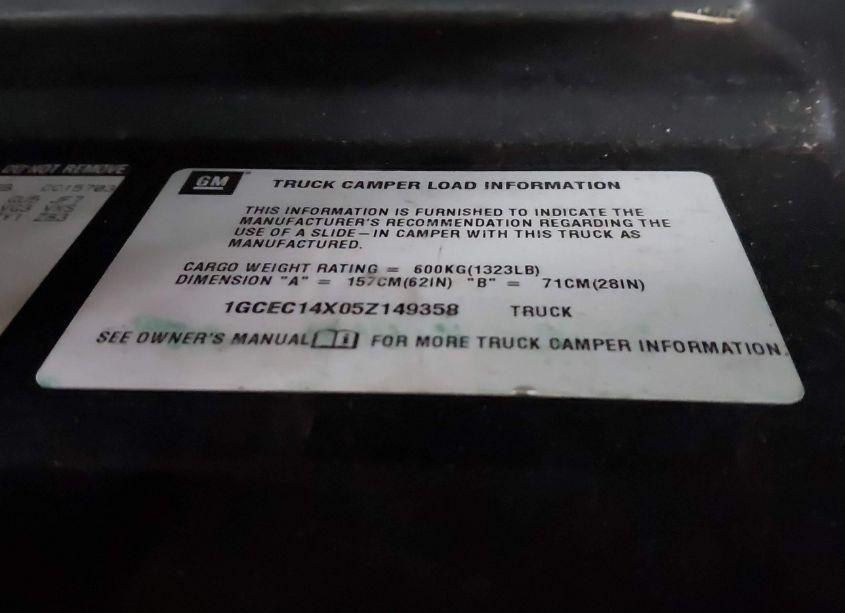 DO NOT REMOVE
GM
TRUCK CAMPER LOAD INFORMATION
THIS INFORMATION IS FURNISHED TO INDICATE THE
MANUFACTURER'S RECOMMENDATION REGARDING THE
USE OF A SLIDE—IN CAMPER WITH THIS TRUCK AS
MANUFACTURED.
CARGO WEIGHT RATING = 600KG(1323LB)
DIMENSION "A" = 157CM(62IN) "B" = 71CM(28IN)
1GCEC14X05Z149358 TRUCK
SEE OWNER'S MANUAL FOR MORE TRUCK CAMPER INFORMATION.